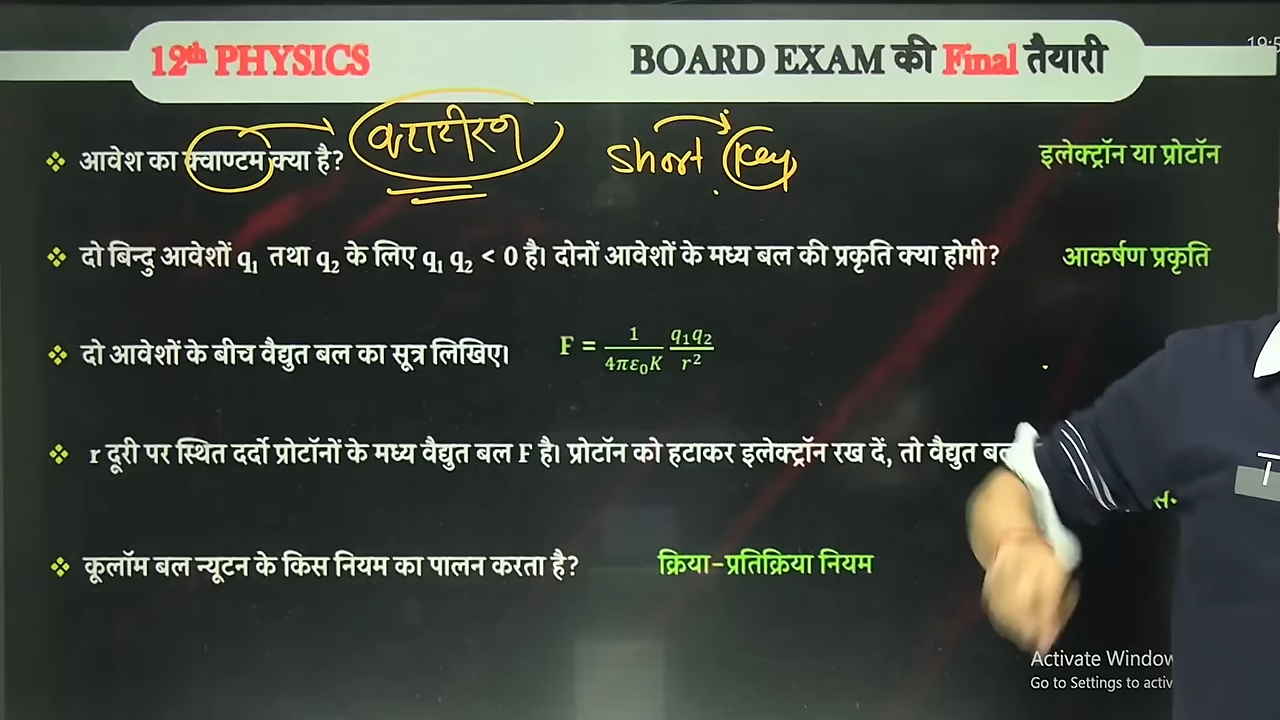 12th PHYSICS BOARD EXAM की Final तैयारी
❖ आवेश का क्वाण्टम क्या है? short key इलेक्ट्रॉन या प्रोटॉन
❖ दो बिन्दु आवेशों q₁ तथा q₂ के लिए q₁ q₂ < 0 है। दोनों आवेशों के मध्य बल की प्रकृति क्या होगी? आकर्षण प्रकृति
❖ दो आवेशों के बीच वैद्युत बल का सूत्र लिखिए। F = 1/4πε₀K q₁q₂/r²
❖ r दूरी पर स्थित दर्दो प्रोटॉनों के मध्य वैद्युत बल F है। प्रोटॉन को हटाकर इलेक्ट्रॉन रख दें, तो वैद्युत
❖ कूलॉम बल न्यूटन के किस नियम का पालन करता है? क्रिया-प्रतिक्रिया नियम
Activate Window
Go to Settings to activ